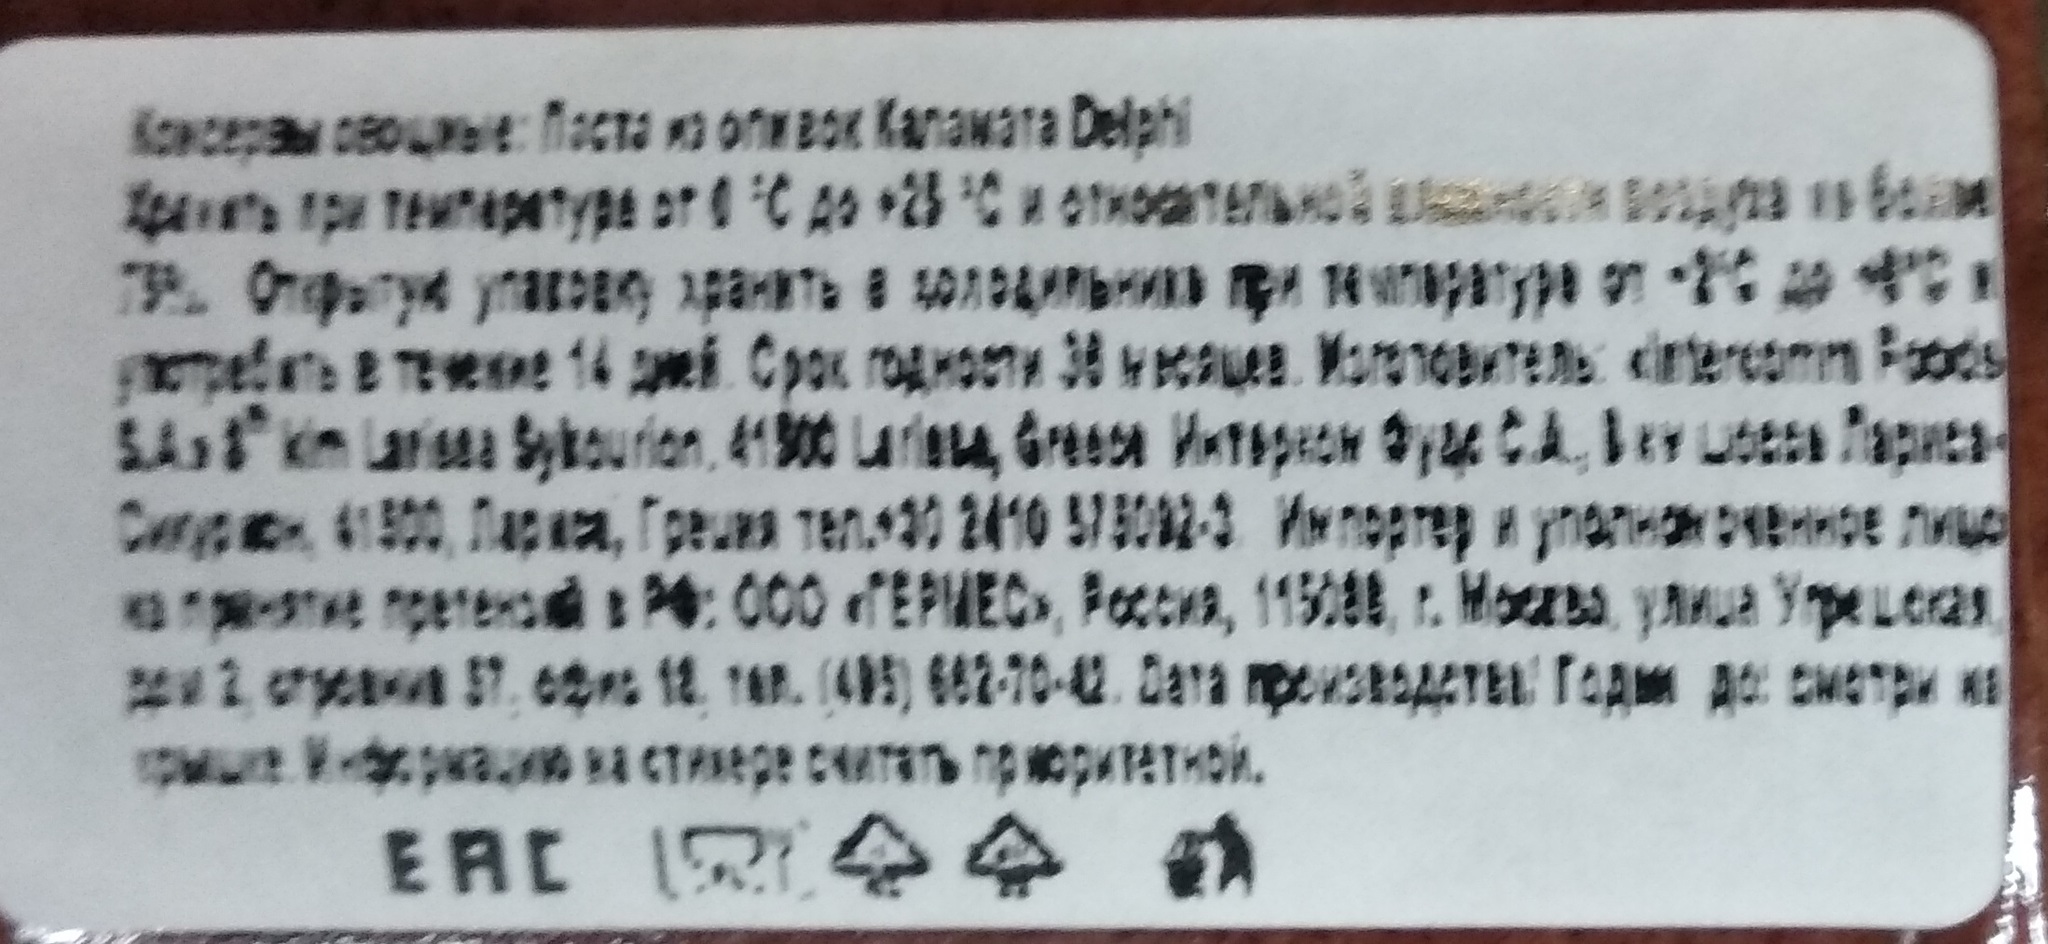 Консервы овощные: Паста из оливок Каламата Delphi
Хранить при температуре от 0 °С до +25 °С и относительной влажности воздуха не более
75%. Открытую упаковку хранить в холодильнике при температуре от +2°С до +6°С и
употребить в течение 14 дней. Срок годности 36 месяцев. Изготовитель: «Intercomm Foods
S.A.» 8th klm Larissa Sykourion, 41500 Larissa, Greece Интерком Фудс С.А., 8 км шоссе Лариса-
Сикурион, 41500, Лариса, Греция тел.+30 2410 575092-3. Импортер и уполномоченное лицо
на принятие претензий в РФ: ООО «ГЕРМЕС», Россия, 115088, г. Москва, улица Угрешская,
дом 2, строение 57, офис 18, тел. (495) 662-70-42. Дата производства/ Годен до: смотри на
крышке. Информацию на стикере считать приоритетной.
ЕАС